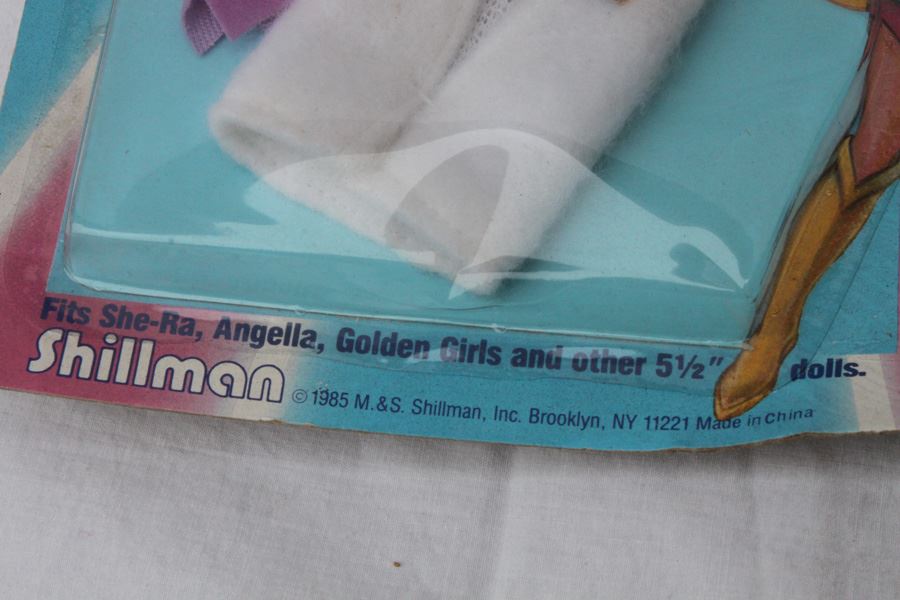 Fits She-Ra, Angella, Golden Girls and other 5½" dolls.
Shillman © 1985 M.&S. Shillman, Inc. Brooklyn, NY 11221 Made in China